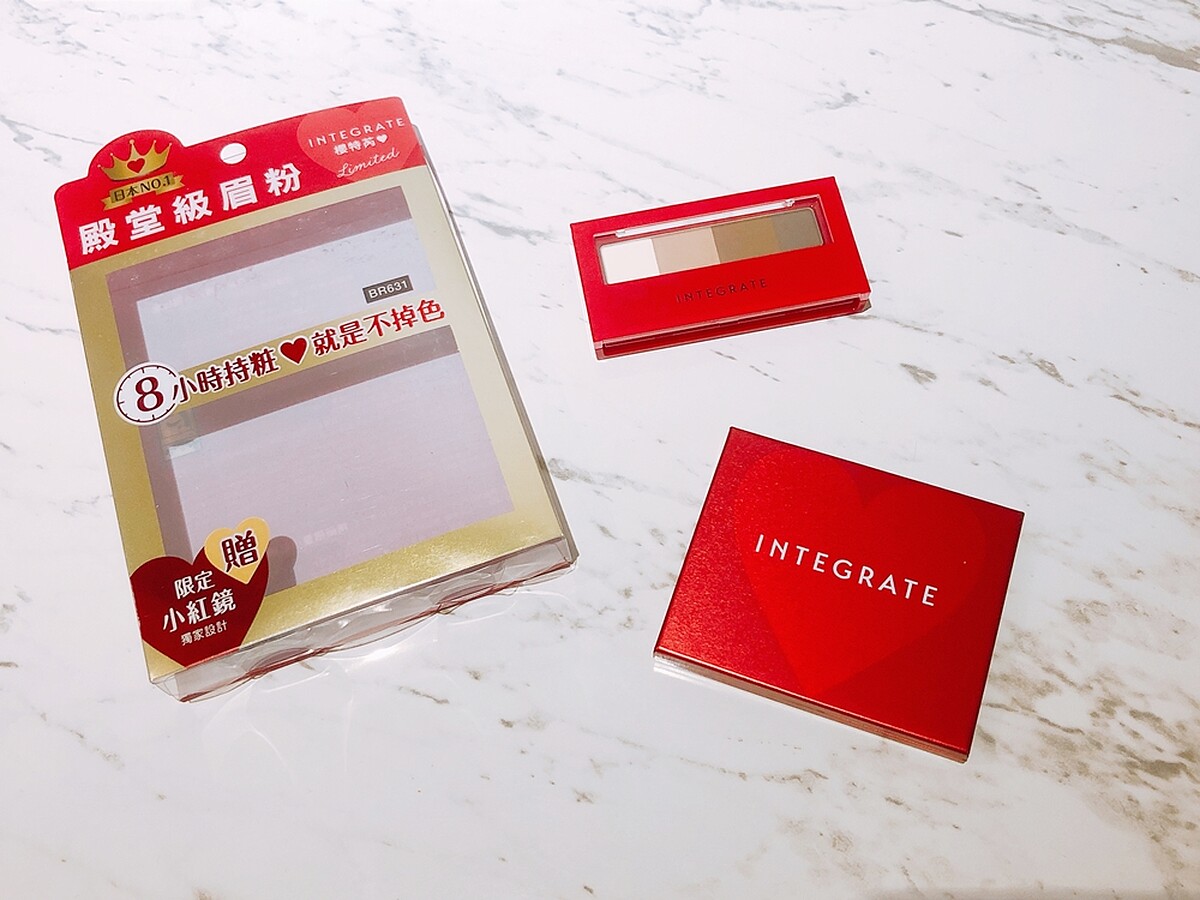 INTEGRATE
櫻特芮♥
Limited
日本NO.1
殿堂級眉粉
BR631
8小時持粧♥就是不掉色
贈
限定
小紅鏡
獨家設計
INTEGRATE
INTEGRATE